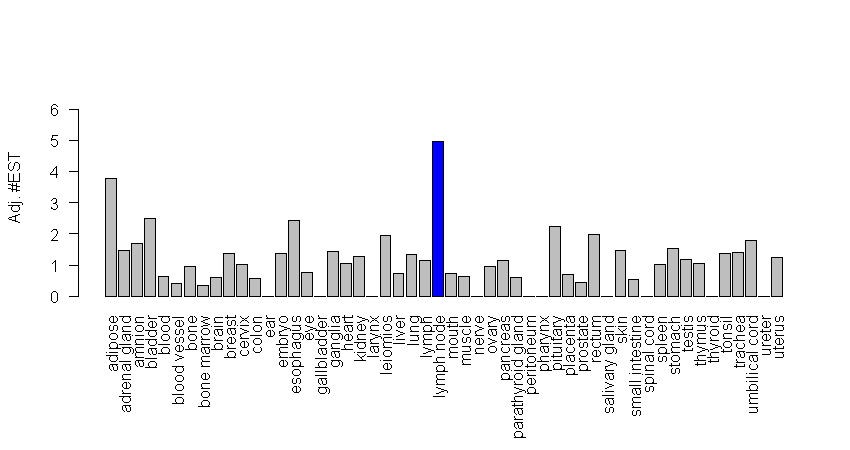 Adj. #EST
6
5
4
3
2
1
0
adipose
adrenal gland
amnion
bladder
blood
blood vessel
bone
bone marrow
brain
breast
cervix
colon
ear
embryo
esophagus
eye
gallbladder
ganglia
heart
kidney
larynx
leiomios
liver
lung
lymph
lymph node
mouth
muscle
nerve
ovary
pancreas
parathyroid gland
peritoneum
pharynx
pituitary
placenta
prostate
rectum
salivary gland
skin
small intestine
spinal cord
spleen
stomach
testis
thymus
thyroid
tonsil
trachea
umbilical cord
ureter
uterus